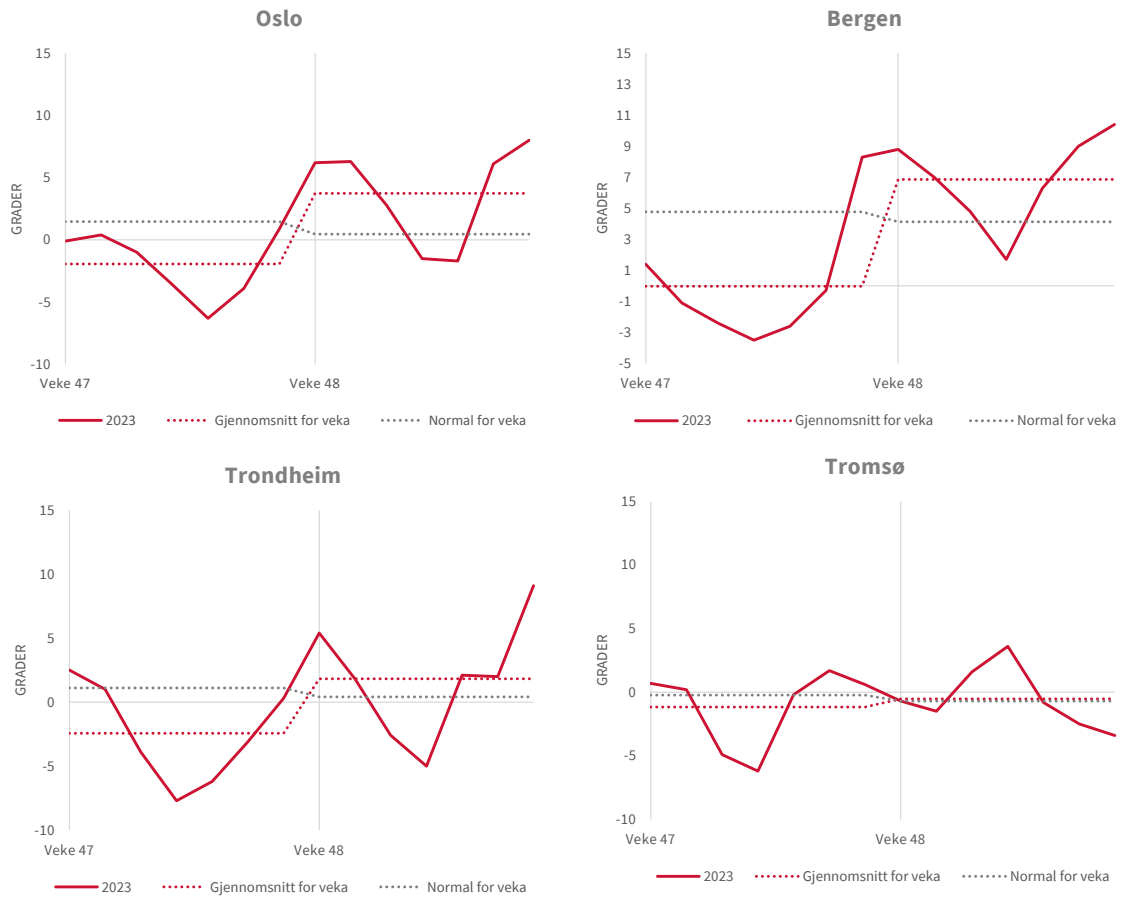 Oslo
15
10
5
0
-5
-10
GRADER
Veke 47 Veke 48
2023 Gjennomsnitt for veka Normal for veka
Bergen
15
13
11
9
7
5
3
1
-1
-3
-5
GRADER
Veke 47 Veke 48
2023 Gjennomsnitt for veka Normal for veka
Trondheim
15
10
5
0
-5
-10
GRADER
Veke 47 Veke 48
2023 Gjennomsnitt for veka Normal for veka
Tromsø
15
10
5
0
-5
-10
GRADER
Veke 47 Veke 48
2023 Gjennomsnitt for veka Normal for veka